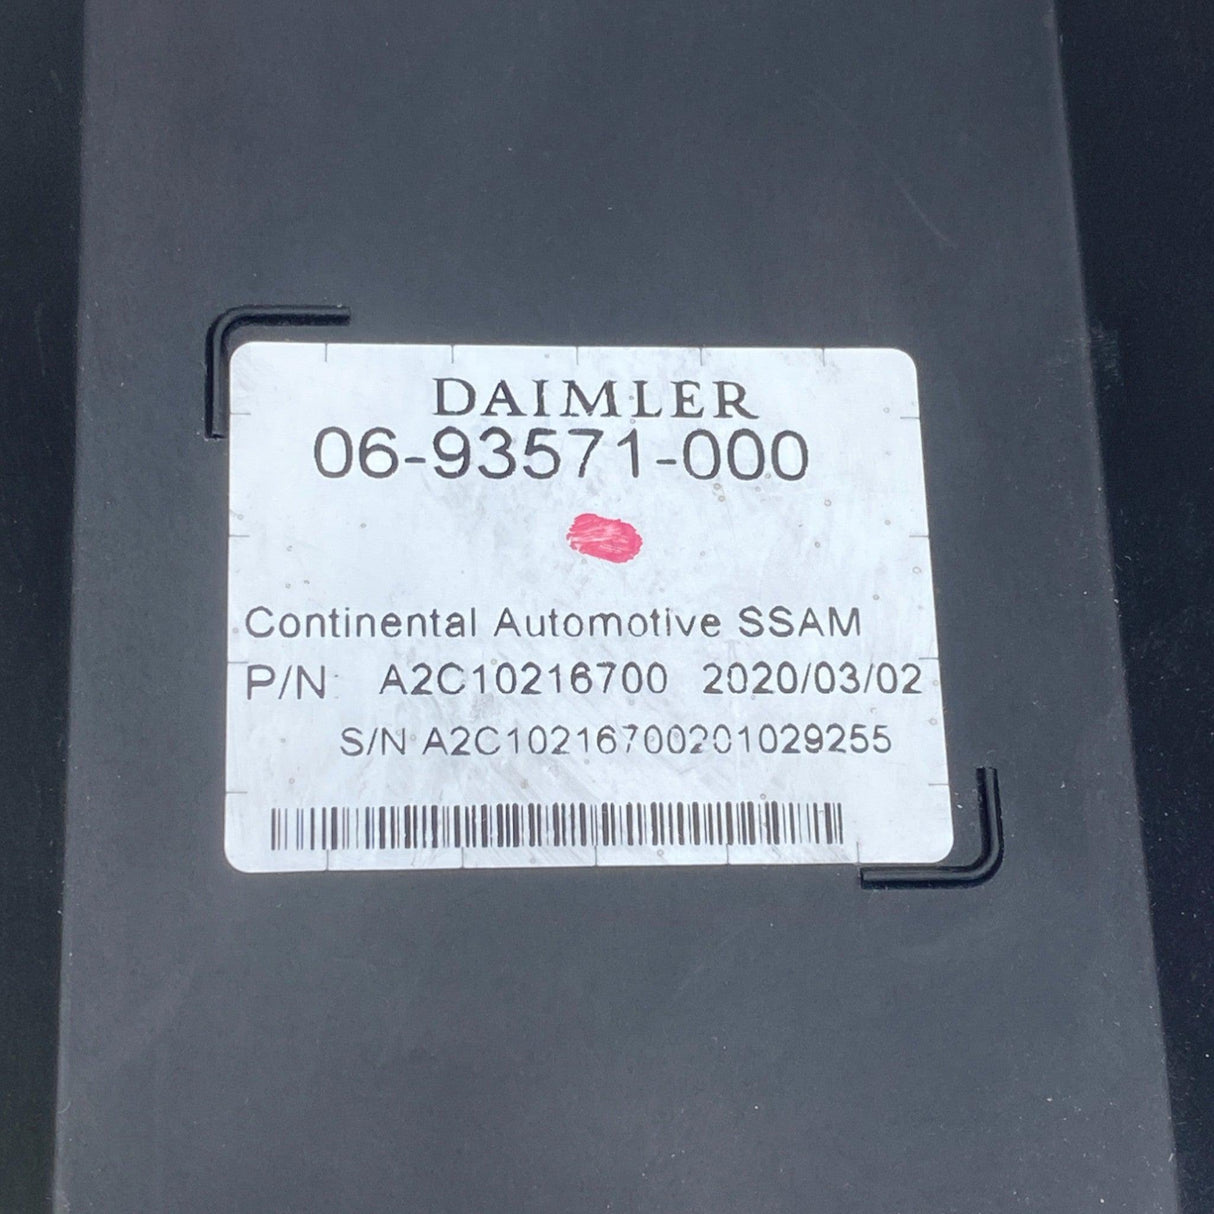 DAIMLER
06-93571-000
Continental Automotive SSAM
P/N: A2C10216700 2020/03/02
S/N A2C10216700201029255